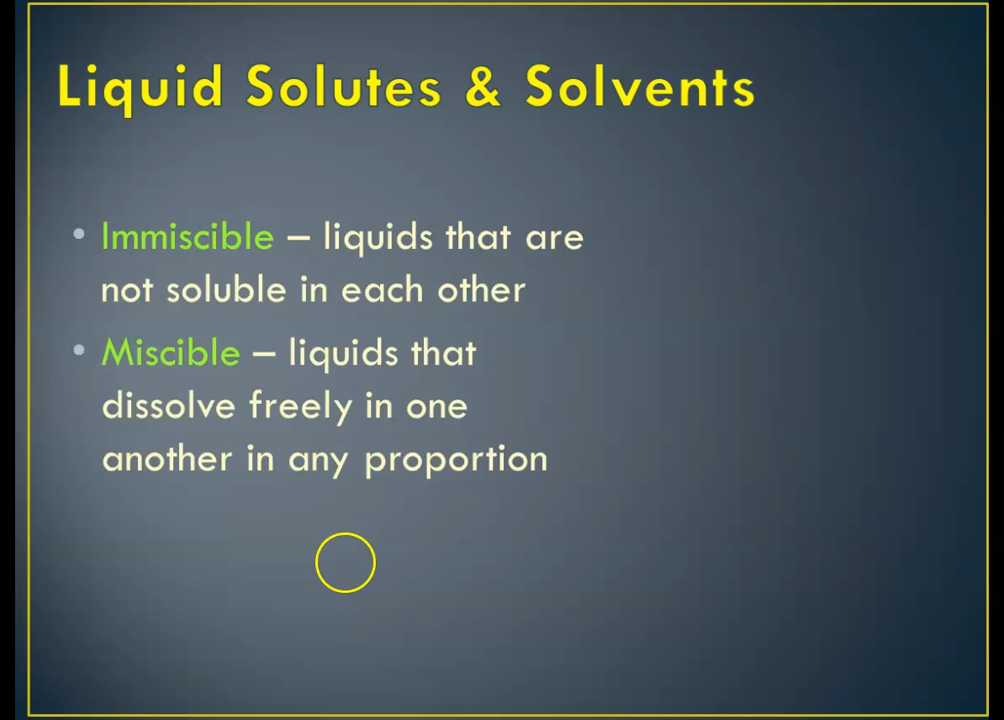 Liquid Solutes & Solvents
• Immiscible – liquids that are
not soluble in each other
• Miscible – liquids that
dissolve freely in one
another in any proportion